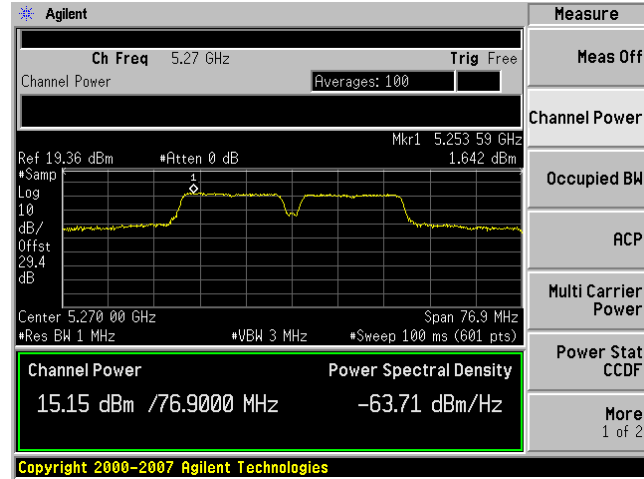 Agilent
Measure
Ch Freq 5.27 GHz Trig Free
Channel Power Averages: 100
Mkr1 5.253 59 GHz
Ref 19.36 dBm #Atten 0 dB 1.642 dBm
#Samp
Log
10
dB/
Offst
29.4
dB
1
Center 5.270 00 GHz Span 76.9 MHz
#Res BW 1 MHz #VBW 3 MHz #Sweep 100 ms (601 pts)
Channel Power Power Spectral Density
15.15 dBm /76.9000 MHz -63.71 dBm/Hz
Copyright 2000-2007 Agilent Technologies
Meas Off
Channel Power
Occupied BW
ACP
Multi Carrier
Power
Power Stat
CCDF
More
1 of 2